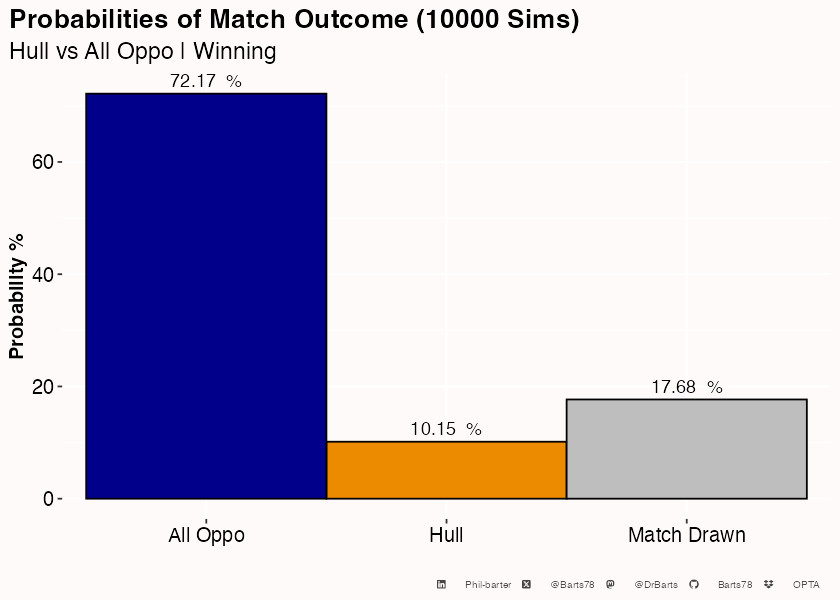 Probabilities of Match Outcome (10000 Sims)
Hull vs All Oppo | Winning
72.17 %
60
17.68 %
10.15 %
40
20
0
Probability %
All Oppo Hull Match Drawn
Phil-barter @Barts78 @DrBarts Barts78 OPTA